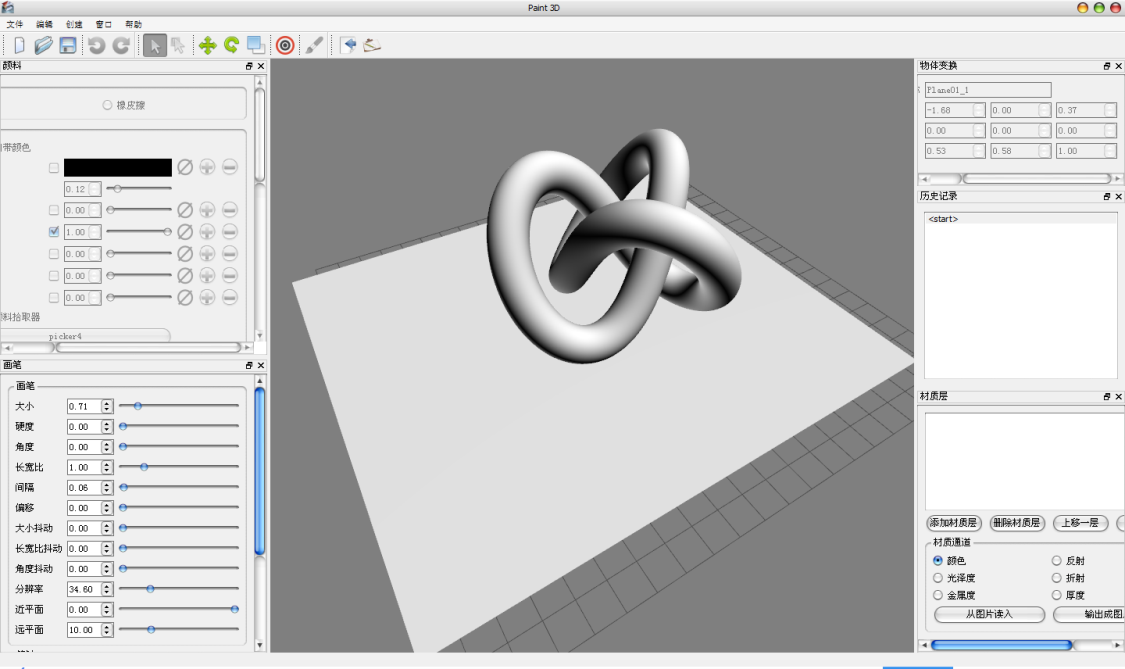 Paint 3D
文件 编辑 创建 窗口 帮助
颜料
橡皮擦
带颜色
0.12
0.00
1.00
0.00
0.00
0.00
料拾取器
picker4
画笔
画笔
大小 0.71
硬度 0.00
角度 0.00
长宽比 1.00
间隔 0.06
偏移 0.00
大小抖动 0.00
长宽比抖动 0.00
角度抖动 0.00
分辨率 34.60
近平面 0.00
远平面 10.00
物体变换
Plane01_1
-1.68 0.00 0.37
0.00 0.00 0.00
0.53 0.58 1.00
历史记录
<start>
材质层
添加材质层 删除材质层 上移一层
材质通道
颜色 反射
光泽度 折射
金属度 厚度
从图片读入 输出成图